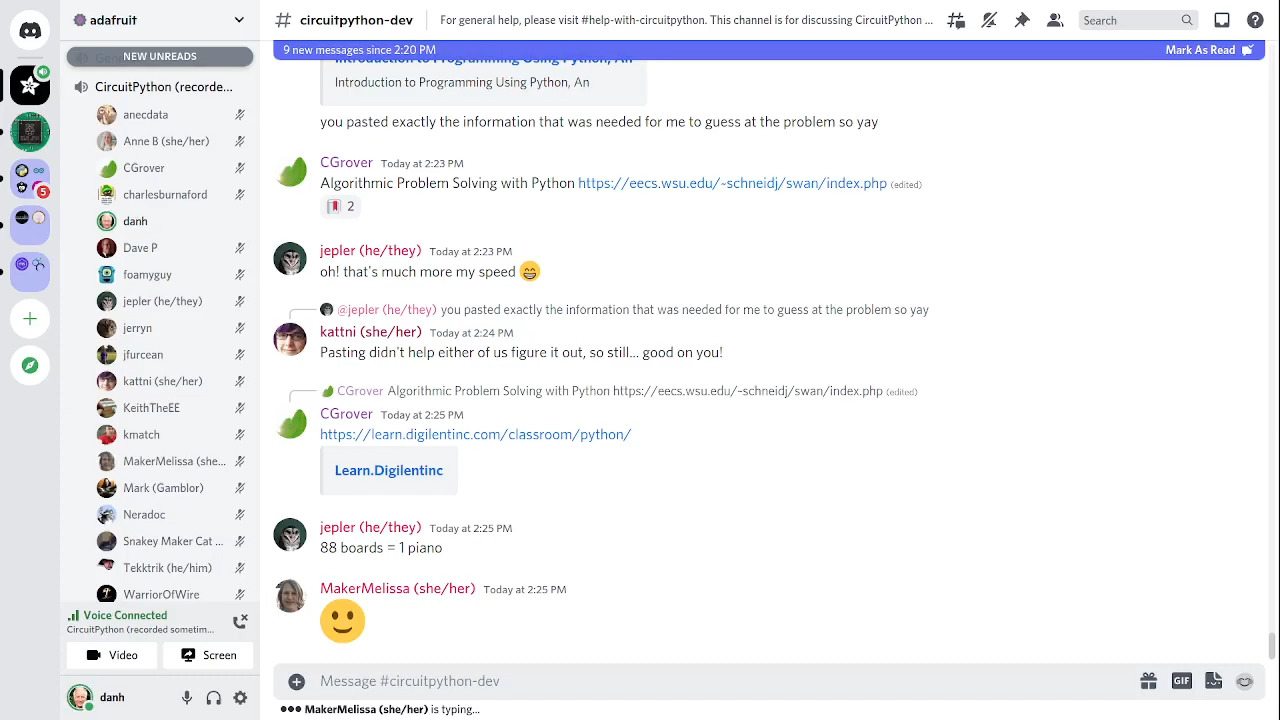 adafruit
# circuitpython-dev
For general help, please visit #help-with-circuitpython. This channel is for discussing CircuitPython ...
Search
NEW UNREADS
9 new messages since 2:20 PM
Mark As Read
CircuitPython (recorde...
anecdata
Anne B (she/her)
CGrover
charlesburnaford
danh
Dave P
foamyguy
jepler (he/they)
jerryn
jfurcean
kattni (she/her)
KeithTheEE
kmatch
MakerMelissa (she...
Mark (Gamblor)
Neradoc
Snakey Maker Cat ...
Tekktrik (he/him)
WarriorOfWire
Voice Connected
CircuitPython (recorded sometim...
Video
Screen
danh
5
Introduction to Programming Using Python, An
Introduction to Programming Using Python, An
you pasted exactly the information that was needed for me to guess at the problem so yay
CGrover Today at 2:23 PM
Algorithmic Problem Solving with Python https://eecs.wsu.edu/~schneidj/swan/index.php (edited)
2
jepler (he/they) Today at 2:23 PM
oh! that's much more my speed 😁
@jepler (he/they) you pasted exactly the information that was needed for me to guess at the problem so yay
kattni (she/her) Today at 2:24 PM
Pasting didn't help either of us figure it out, so still... good on you!
CGrover Algorithmic Problem Solving with Python https://eecs.wsu.edu/~schneidj/swan/index.php (edited)
CGrover Today at 2:25 PM
https://learn.digilentinc.com/classroom/python/
Learn.Digilentinc
jepler (he/they) Today at 2:25 PM
88 boards = 1 piano
MakerMelissa (she/her) Today at 2:25 PM
🙂
Message #circuitpython-dev
GIF
MakerMelissa (she/her) is typing...